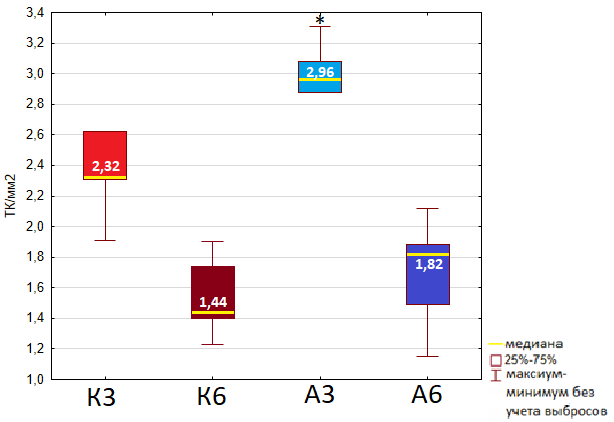 3,4
3,2
3,0
2,8
2,6
2,4
2,2
2,0
1,8
1,6
1,4
1,2
1,0
ТК/мм2
2,32
1,44
*
2,96
1,82
К3
К6
А3
А6
медиана
25%-75%
максиум-
минимум без
учета выбросов